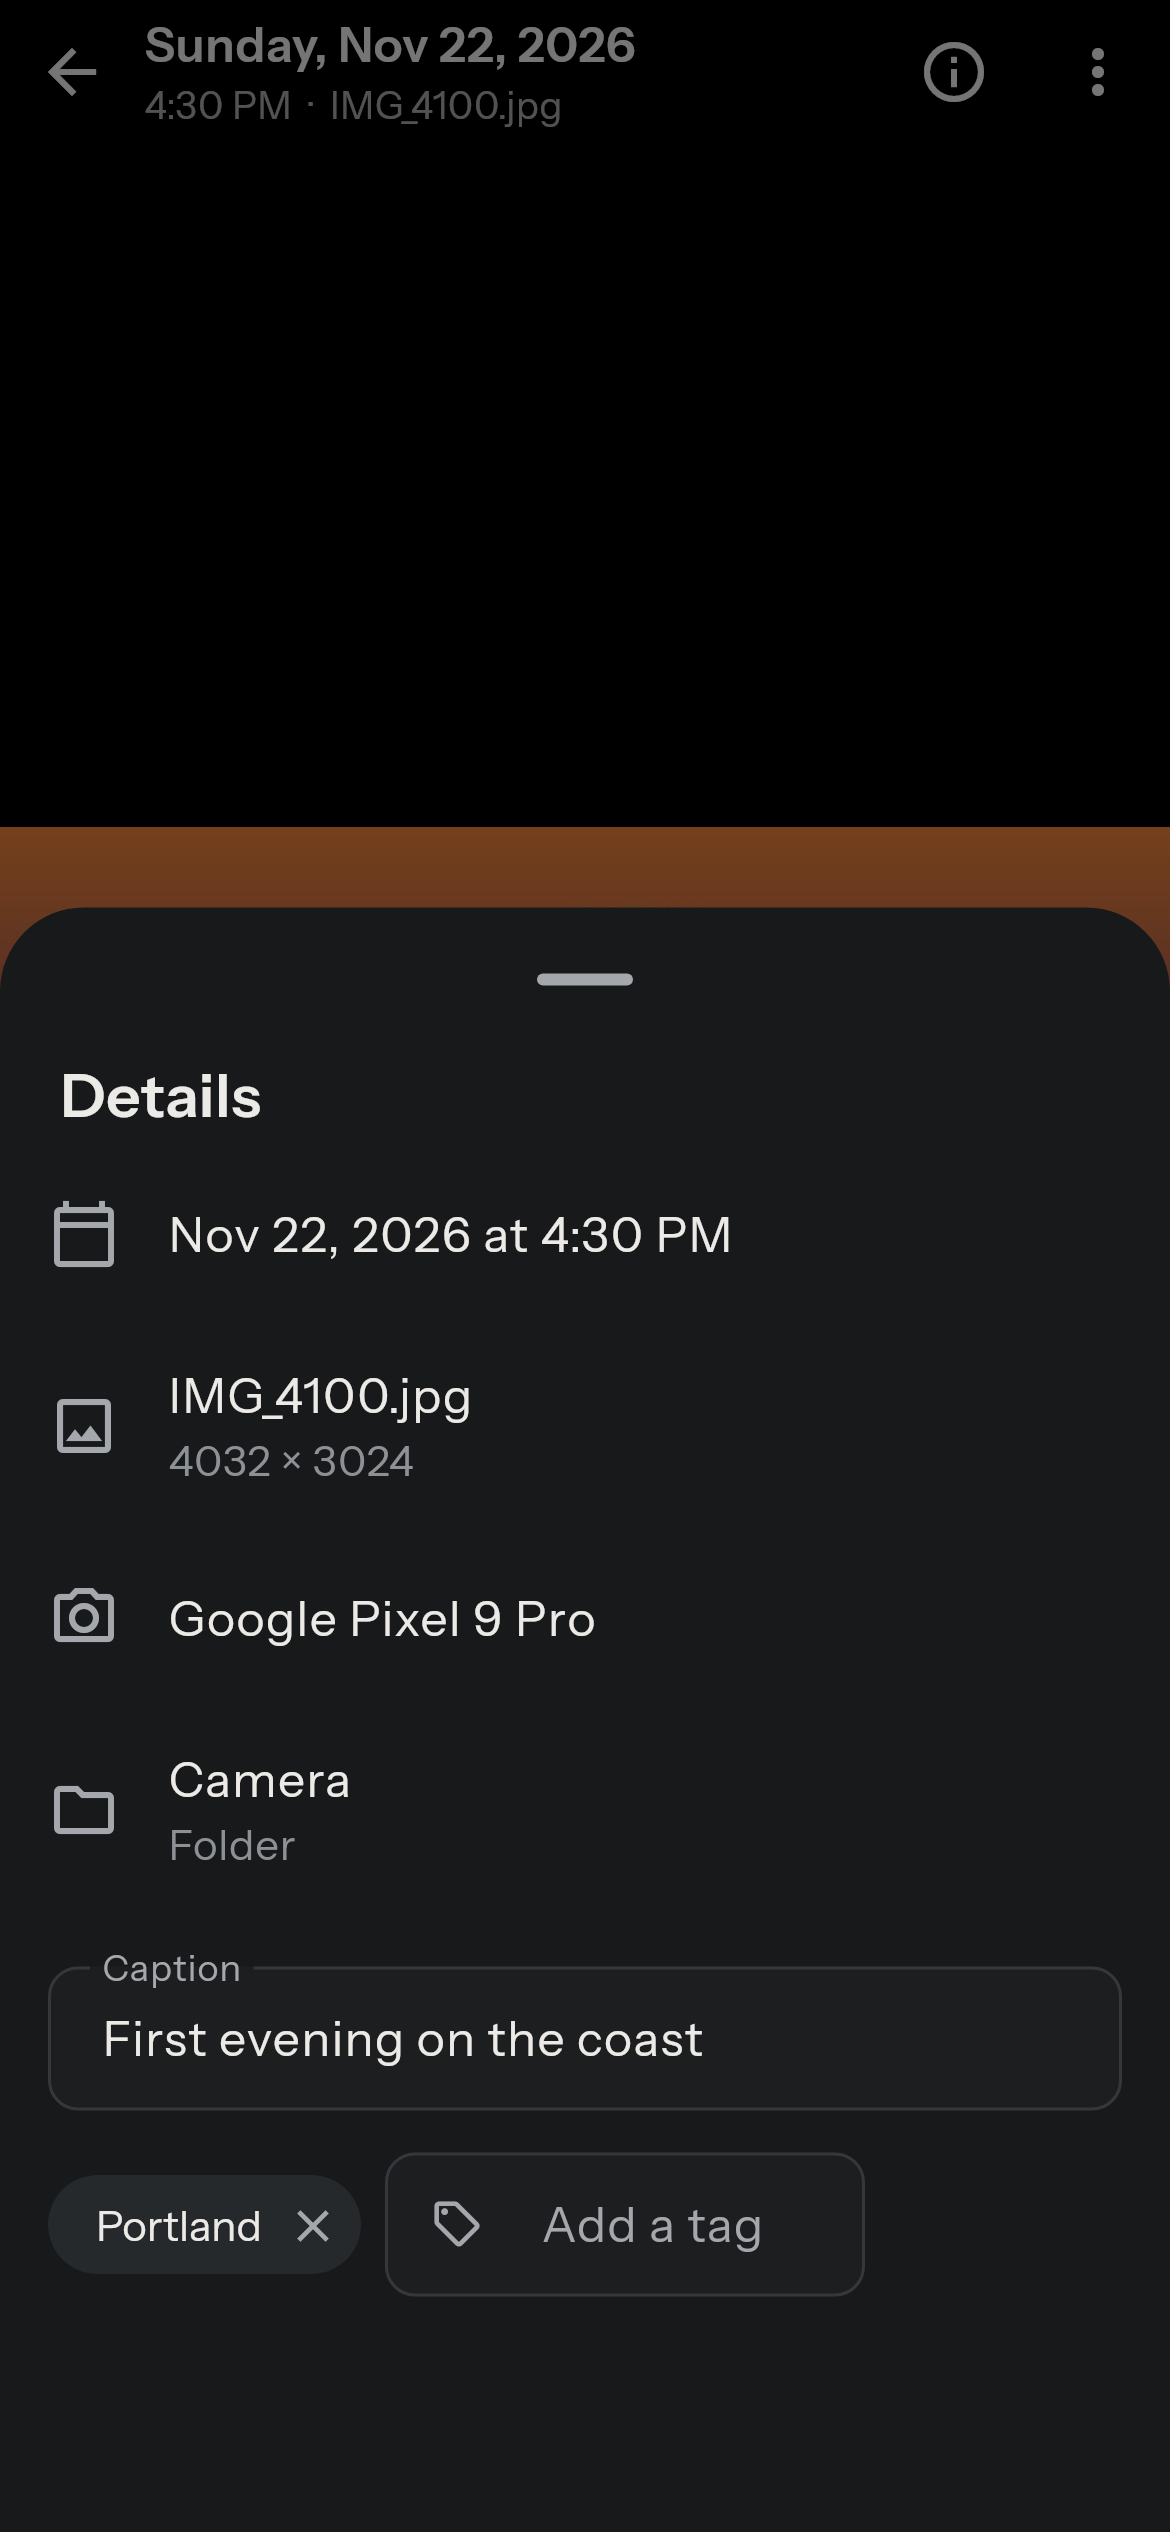 Sunday, Nov 22, 2026
4:30 PM · IMG_4100.jpg
Details
Nov 22, 2026 at 4:30 PM
IMG_4100.jpg
4032 × 3024
Google Pixel 9 Pro
Camera
Folder
Caption
First evening on the coast
Portland
Add a tag